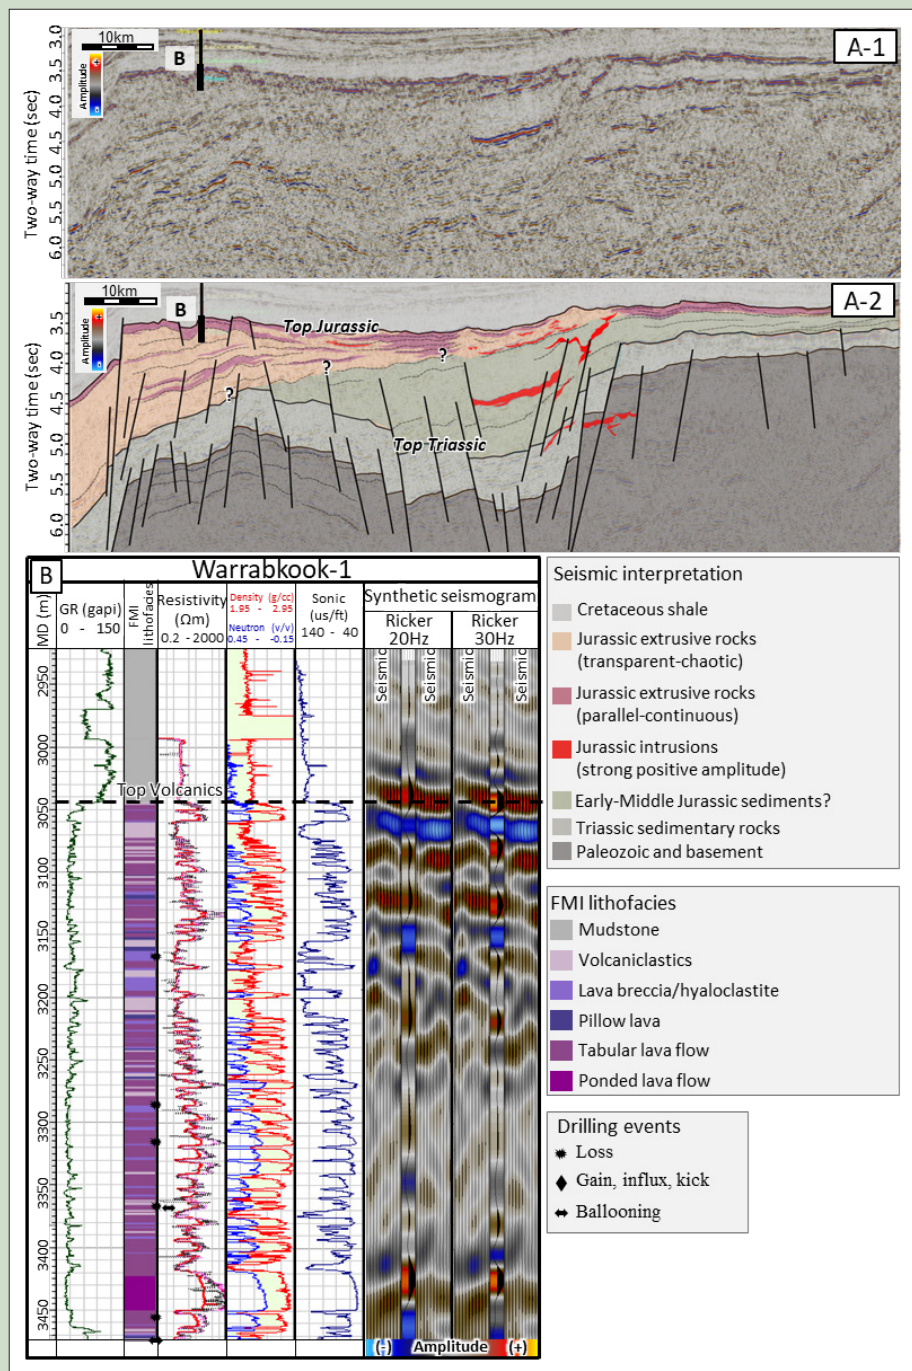 10km
A-1
B
Amplitude
+
-
Two-way time (sec)
3.0
3.5
4.0
4.5
5.0
5.5
6.0
10km
A-2
B
Amplitude
+
-
Two-way time (sec)
3.5
4.0
4.5
5.0
5.5
6.0
Top Jurassic
?
?
?
Top Triassic
B
Warrabkook-1
MD (m)
GR (gapi)
0 - 150
FMI
lithofacies
Resistivity
(Ωm)
0.2 - 2000
Density (g/cc)
1.95 - 2.95
Neutron (v/v)
0.45 - -0.15
Sonic
(us/ft)
140 - 40
Synthetic seismogram
Ricker
20Hz
Ricker
30Hz
Seismic
Seismic
Seismic
Seismic
2950
3000
Top Volcanics
3050
3100
3150
3200
3250
3300
3350
3400
3450
(-)
Amplitude
(+)
Seismic interpretation
Cretaceous shale
Jurassic extrusive rocks
(transparent-chaotic)
Jurassic extrusive rocks
(parallel-continuous)
Jurassic intrusions
(strong positive amplitude)
Early-Middle Jurassic sediments?
Triassic sedimentary rocks
Paleozoic and basement
FMI lithofacies
Mudstone
Volcaniclastics
Lava breccia/hyaloclastite
Pillow lava
Tabular lava flow
Ponded lava flow
Drilling events
Loss
Gain, influx, kick
Ballooning